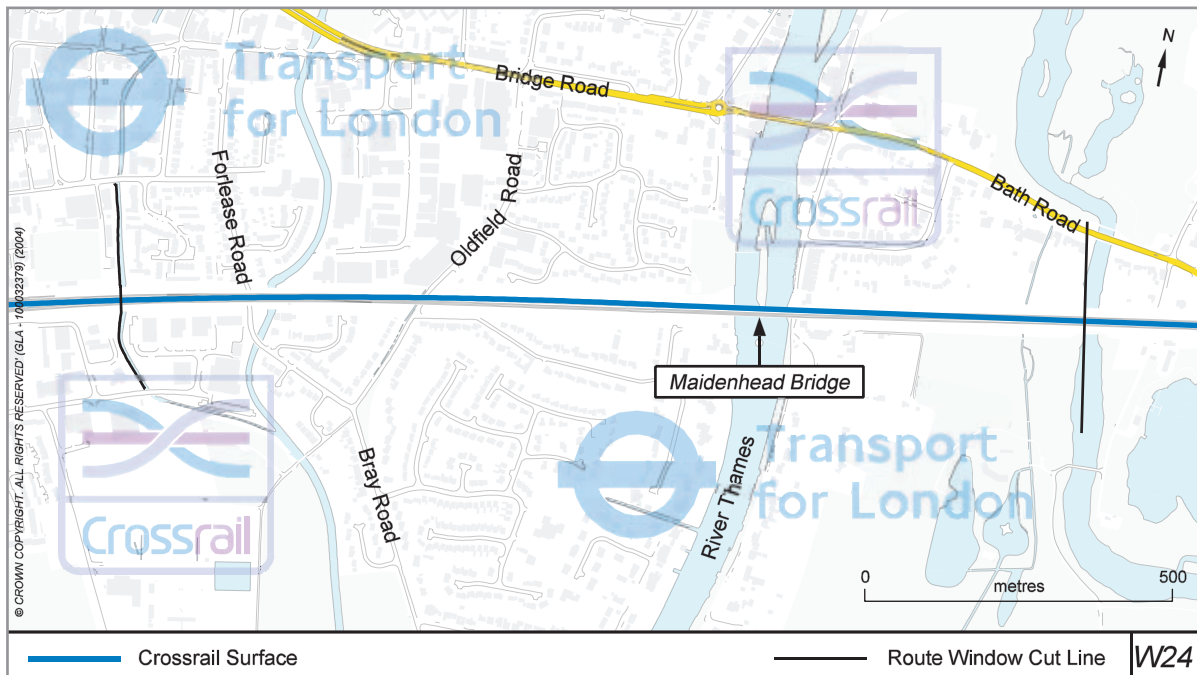 Transport
for London
Bridge Road
N
Crossrail
Forlease Road
Oldfield Road
Bath Road
© CROWN COPYRIGHT. ALL RIGHTS RESERVED' (GLA - 100032379) (2004)
Maidenhead Bridge
Crossrail
Bray Road
River Thames
Transport
for London
0 500
metres
Crossrail Surface
Route Window Cut Line
W24